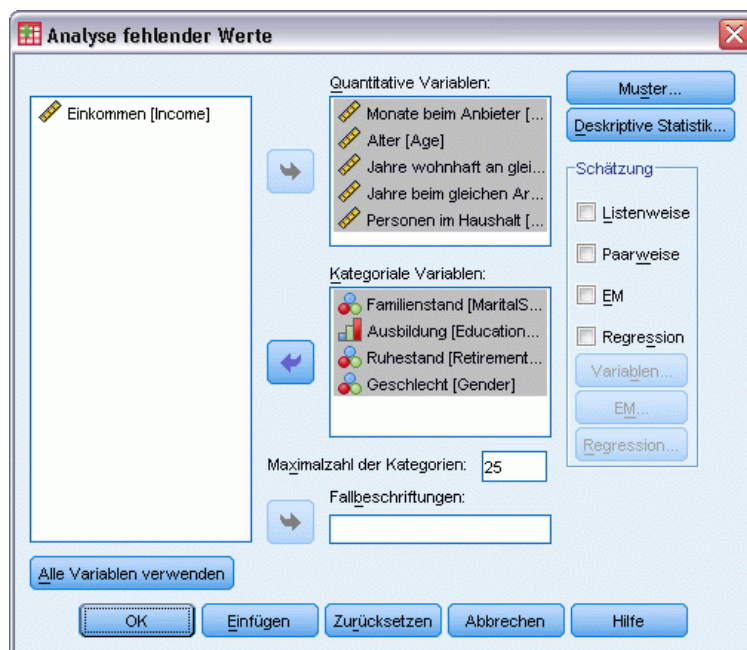 Analyse fehlender Werte
Einkommen [Income]
Quantitative Variablen:
Monate beim Anbieter [...
Alter [Age]
Jahre wohnhaft an glei...
Jahre beim gleichen Ar...
Personen im Haushalt [...
Kategoriale Variablen:
Familienstand [MaritalS...
Ausbildung [Education...
Ruhestand [Retirement...
Geschlecht [Gender]
Maximalzahl der Kategorien: 25
Fallbeschriftungen:
Muster...
Deskriptive Statistik...
Schätzung
Listenweise
Paarweise
EM
Regression
Variablen...
EM...
Regression...
Alle Variablen verwenden
OK Einfügen Zurücksetzen Abbrechen Hilfe